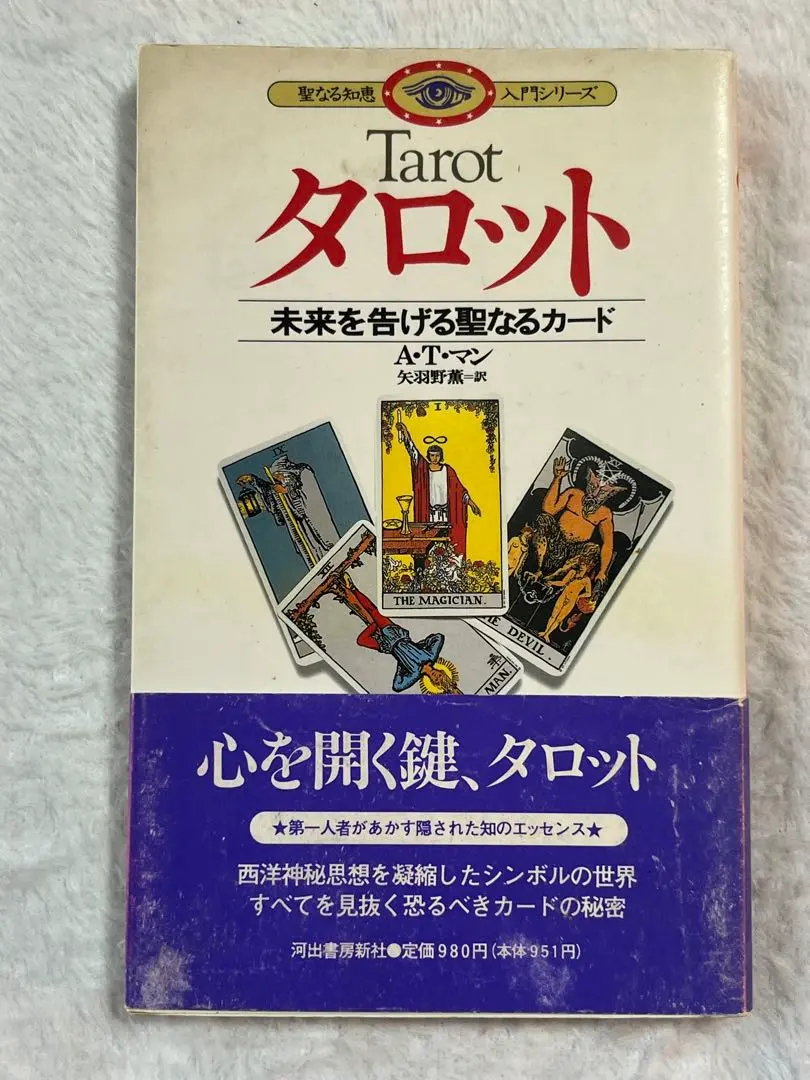 聖なる知恵 入門シリーズ
Tarot
タロット
未来を告げる聖なるカード
A・T・マン
矢羽野薫=訳
IX
I
XV
XII
THE MAGICIAN.
THE DEVIL.
MAN.
心を開く鍵、タロット
★第一人者があかす隠された知のエッセンス★
西洋神秘思想を凝縮したシンボルの世界
すべてを見抜く恐るべきカードの秘密
河出書房新社●定価980円(本体951円)